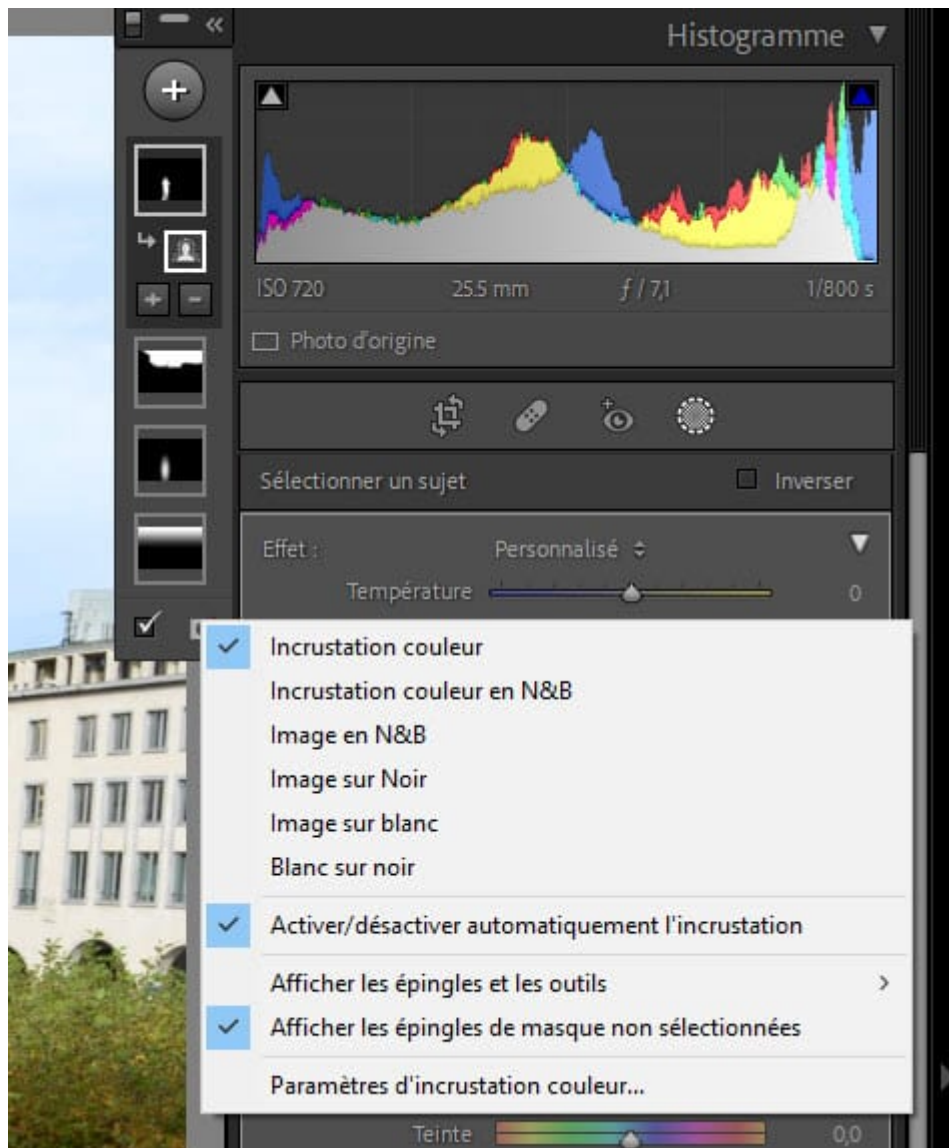 Histogramme
ISO 720 25.5 mm ƒ / 7,1 1/800 s
Photo d'origine
Sélectionner un sujet Inverser
Effet : Personnalisé
Température 0
Incrustation couleur
Incrustation couleur en N&B
Image en N&B
Image sur Noir
Image sur blanc
Blanc sur noir
Activer/désactiver automatiquement l'incrustation
Afficher les épingles et les outils
Afficher les épingles de masque non sélectionnées
Paramètres d'incrustation couleur...
Teinte 0,0